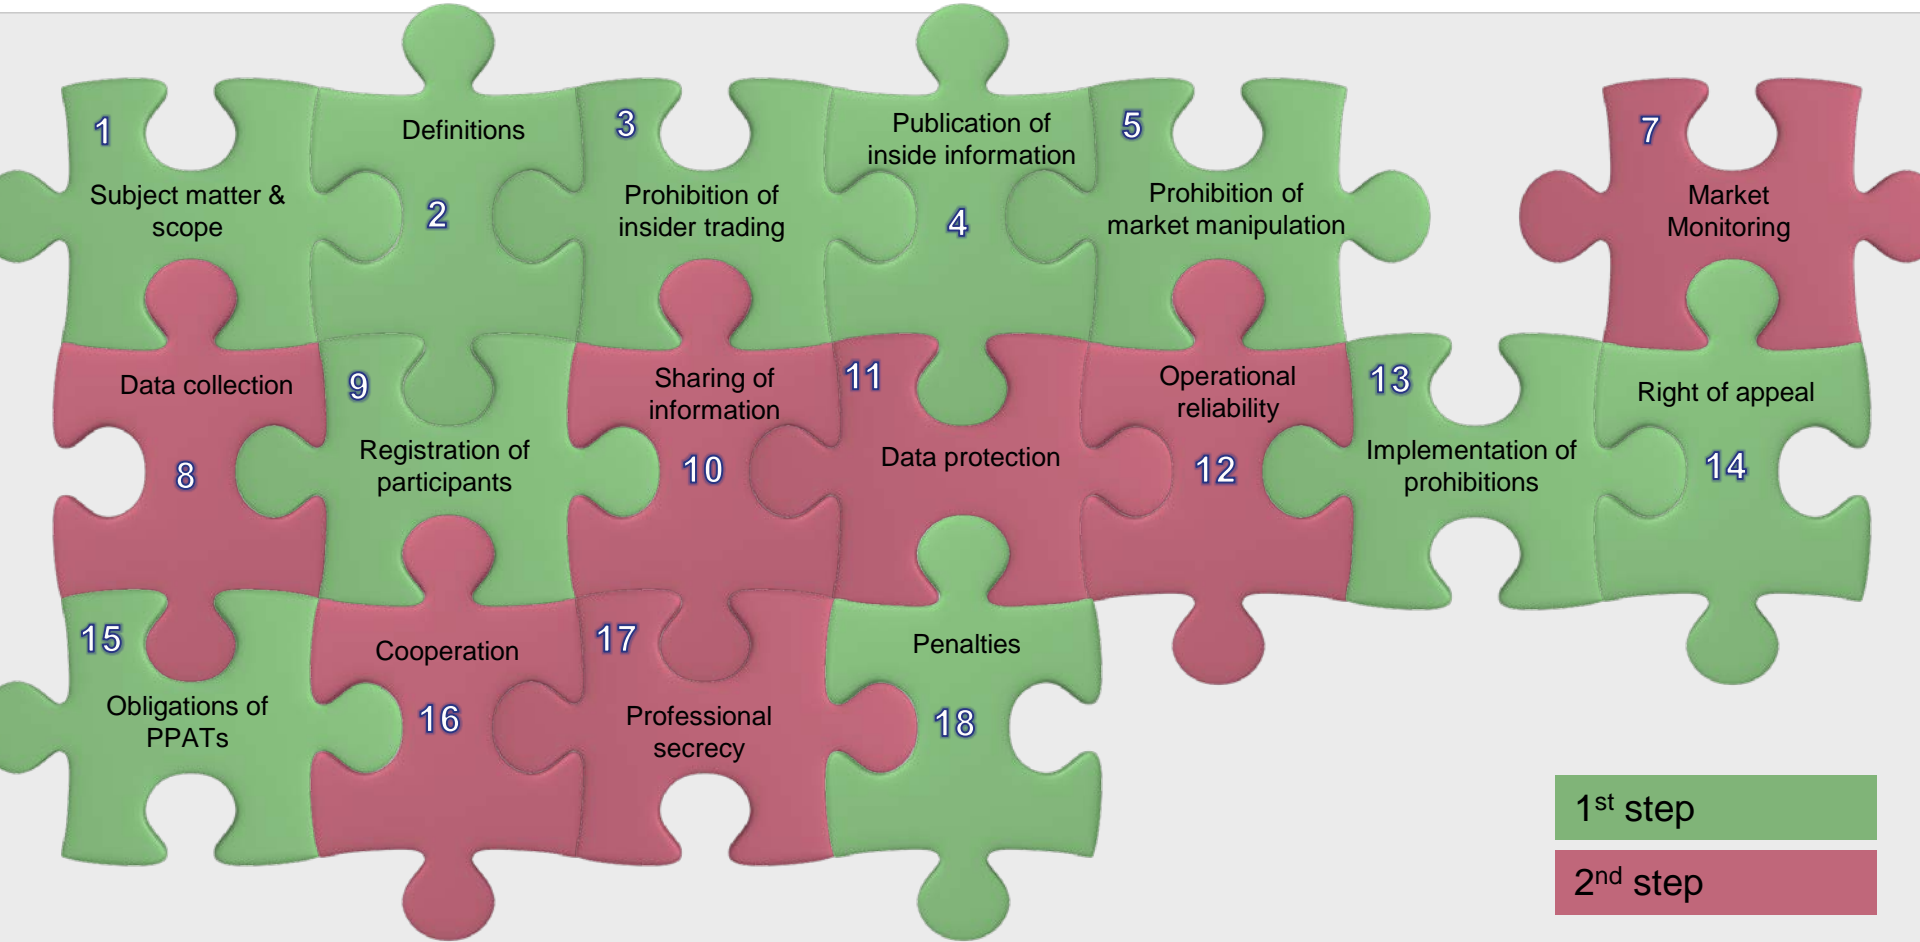 1
Subject matter &
scope
Definitions
2
3
Prohibition of
insider trading
Publication of
inside information
4
5
Prohibition of
market manipulation
7
Market
Monitoring
Data collection
8
9
Registration of
participants
Sharing of
information
10
11
Data protection
Operational
reliability
12
13
Implementation of
prohibitions
Right of appeal
14
15
Obligations of
PPATs
Cooperation
16
17
Professional
secrecy
Penalties
18
1st step
2nd step